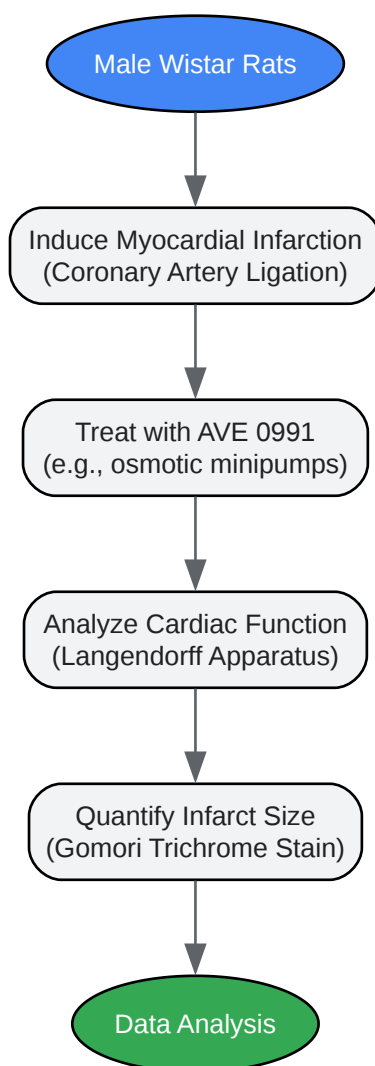 Male Wistar Rats
Induce Myocardial Infarction
(Coronary Artery Ligation)
Treat with AVE 0991
(e.g., osmotic minipumps)
Analyze Cardiac Function
(Langendorff Apparatus)
Quantify Infarct Size
(Gomori Trichrome Stain)
Data Analysis